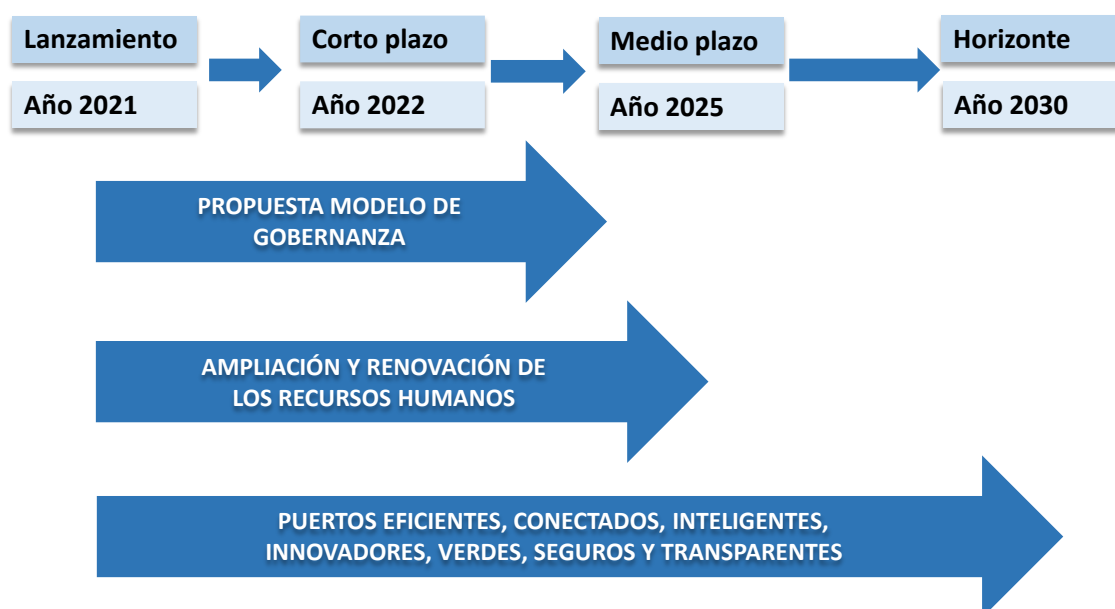 Lanzamiento
Corto plazo
Medio plazo
Horizonte
Año 2021
Año 2022
Año 2025
Año 2030
PROPUESTA MODELO DE
GOBERNANZA
AMPLIACIÓN Y RENOVACIÓN DE
LOS RECURSOS HUMANOS
PUERTOS EFICIENTES, CONECTADOS, INTELIGENTES,
INNOVADORES, VERDES, SEGUROS Y TRANSPARENTES